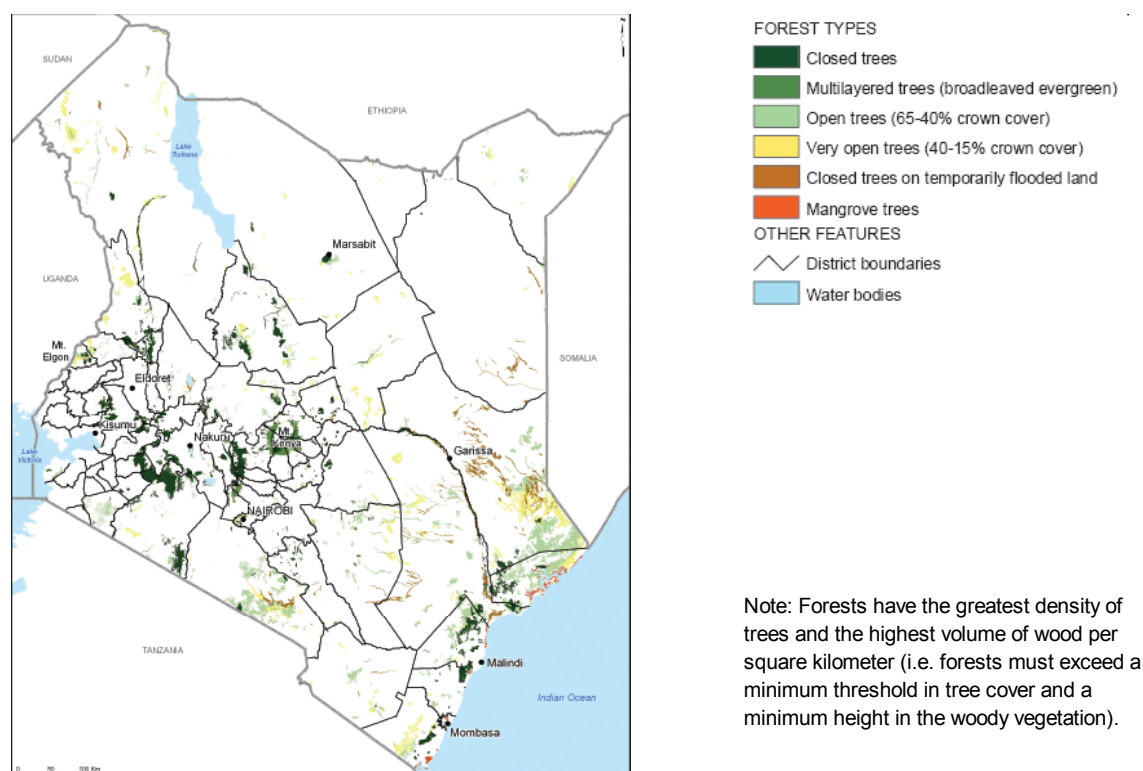 SUDAN
ETHIOPIA
Lake
Turkana
Marsabit
UGANDA
Mt.
Elgon
SOMALIA
Eldoret
Kisumu
Nakuru
Mt.
Kenya
Garissa
Lake
Victoria
NAIROBI
TANZANIA
Malindi
Indian Ocean
Mombasa
0 50 100 Km
FOREST TYPES
Closed trees
Multilayered trees (broadleaved evergreen)
Open trees (65-40% crown cover)
Very open trees (40-15% crown cover)
Closed trees on temporarily flooded land
Mangrove trees
OTHER FEATURES
District boundaries
Water bodies
Note: Forests have the greatest density of
trees and the highest volume of wood per
square kilometer (i.e. forests must exceed a
minimum threshold in tree cover and a
minimum height in the woody vegetation).